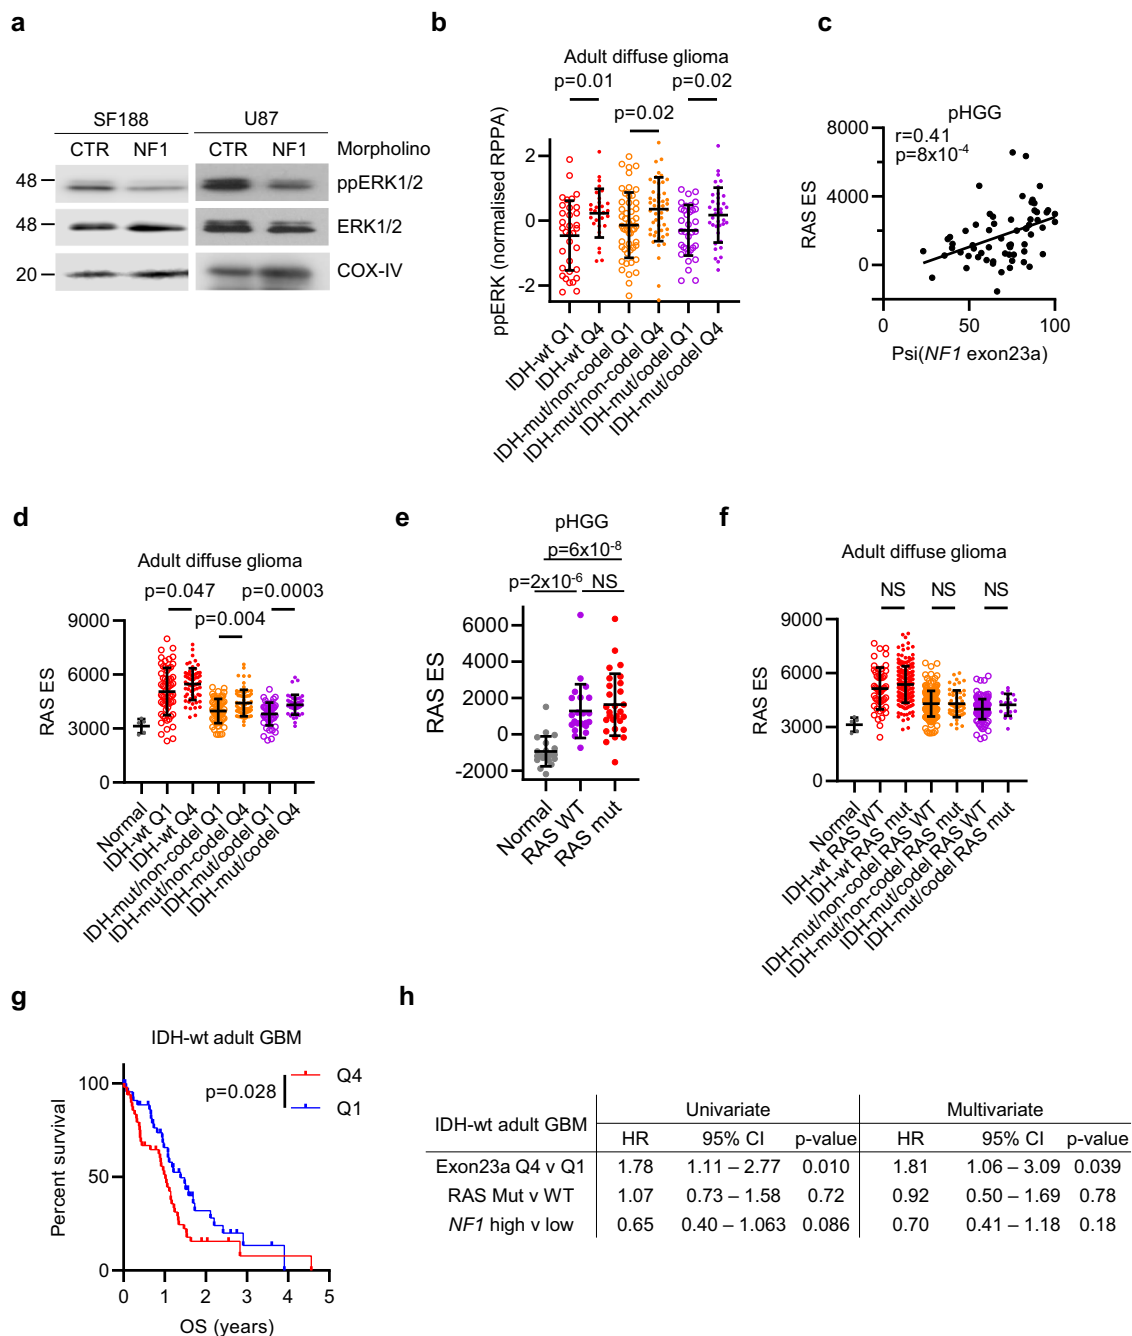 a
SF188 U87
CTR NF1 CTR NF1 Morpholino
48 ppERK1/2
48 ERK1/2
20 COX-IV
b
Adult diffuse glioma
p=0.01 p=0.02
p=0.02
ppERK (normalised RPPA)
2
0
-2
IDH-wt Q1
IDH-wt Q4
IDH-mut/non-codel Q1
IDH-mut/non-codel Q4
IDH-mut/codel Q1
IDH-mut/codel Q4
c
pHGG
r=0.41
p=8x10-4
RAS ES
8000
4000
0
0 50 100
Psi(NF1 exon23a)
d
Adult diffuse glioma
p=0.047 p=0.0003
p=0.004
RAS ES
9000
6000
3000
0
Normal
IDH-wt Q1
IDH-wt Q4
IDH-mut/non-codel Q1
IDH-mut/non-codel Q4
IDH-mut/codel Q1
IDH-mut/codel Q4
e
pHGG
p=6x10-8
p=2x10-6 NS
RAS ES
6000
4000
2000
0
-2000
Normal
RAS WT
RAS mut
f
Adult diffuse glioma
NS NS NS
RAS ES
9000
6000
3000
0
Normal
IDH-wt RAS WT
IDH-wt RAS mut
IDH-mut/non-codel RAS WT
IDH-mut/non-codel RAS mut
IDH-mut/codel RAS WT
IDH-mut/codel RAS mut
g
IDH-wt adult GBM
p=0.028
Q4
Q1
Percent survival
100
50
0
0 1 2 3 4 5
OS (years)
h
IDH-wt adult GBM Univariate Multivariate
HR 95% CI p-value HR 95% CI p-value
Exon23a Q4 v Q1 1.78 1.11 – 2.77 0.010 1.81 1.06 – 3.09 0.039
RAS Mut v WT 1.07 0.73 – 1.58 0.72 0.92 0.50 – 1.69 0.78
NF1 high v low 0.65 0.40 – 1.063 0.086 0.70 0.41 – 1.18 0.18